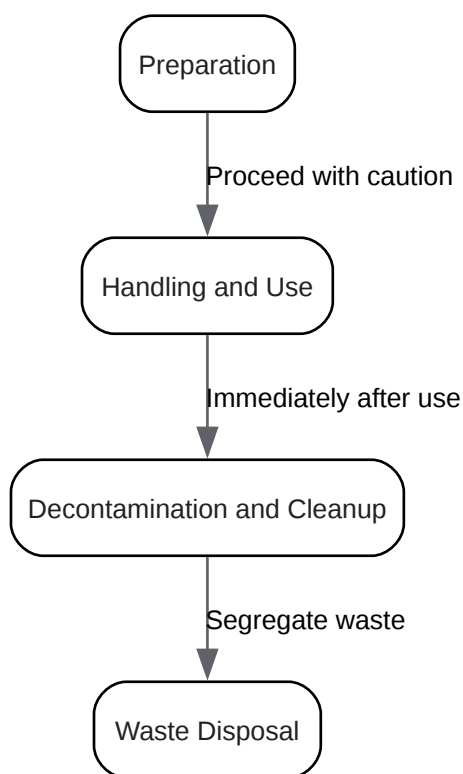 Preparation
Proceed with caution
Handling and Use
Immediately after use
Decontamination and Cleanup
Segregate waste
Waste Disposal